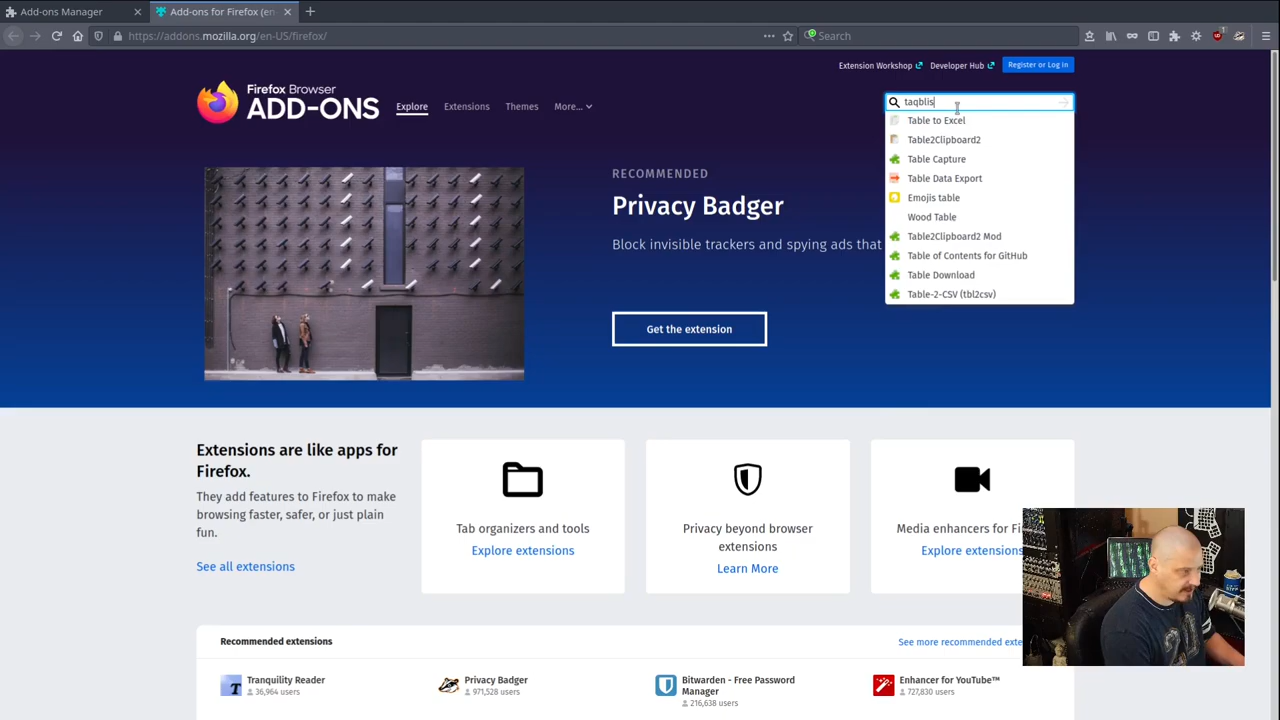 Add-ons Manager
Add-ons for Firefox (en-
https://addons.mozilla.org/en-US/firefox/
Search
1
Extension Workshop
Developer Hub
Register or Log in
Firefox Browser
ADD-ONS
Explore
Extensions
Themes
More...
taqblis
Table to Excel
Table2Clipboard2
Table Capture
Table Data Export
Emojis table
Wood Table
Table2Clipboard2 Mod
Table of Contents for GitHub
Table Download
Table-2-CSV (tbl2csv)
RECOMMENDED
Privacy Badger
Block invisible trackers and spying ads that
Get the extension
Extensions are like apps for
Firefox.
They add features to Firefox to make
browsing faster, safer, or just plain
fun.
See all extensions
Tab organizers and tools
Explore extensions
Privacy beyond browser
extensions
Learn More
Media enhancers for Fi
Explore extensions
Recommended extensions
See more recommended exte
Tranquility Reader
36,964 users
Privacy Badger
971,528 users
Bitwarden - Free Password
Manager
216,638 users
Enhancer for YouTube™
727,830 users